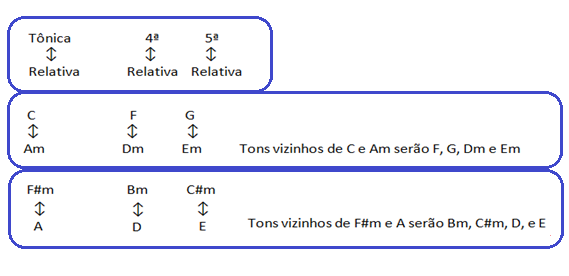 Tônica 4ª 5ª
↕ ↕ ↕
Relativa Relativa Relativa
C F G
↕ ↕ ↕
Am Dm Em Tons vizinhos de C e Am serão F, G, Dm e Em
F#m Bm C#m
↕ ↕ ↕
A D E Tons vizinhos de F#m e A serão Bm, C#m, D, e E